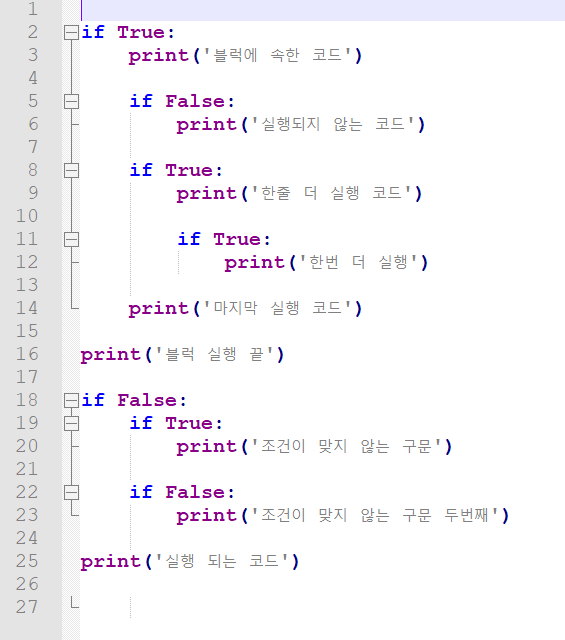 1
2 if True:
3     print('블럭에 속한 코드')
4
5     if False:
6         print('실행되지 않는 코드')
7
8     if True:
9         print('한줄 더 실행 코드')
10
11         if True:
12             print('한번 더 실행')
13
14     print('마지막 실행 코드')
15
16 print('블럭 실행 끝')
17
18 if False:
19     if True:
20         print('조건이 맞지 않는 구문')
21
22     if False:
23         print('조건이 맞지 않는 구문 두번째')
24
25 print('실행 되는 코드')
26
27